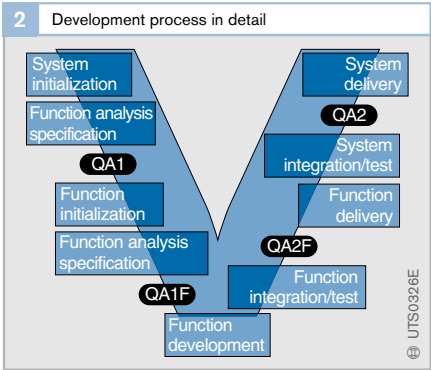 2 Development process in detail
System
initialization
Function analysis
specification
QA1
Function
initialization
Function analysis
specification
QA1F
Function
development
System
delivery
QA2
System
integration/test
Function
delivery
QA2F
Function
integration/test
UTS0326E